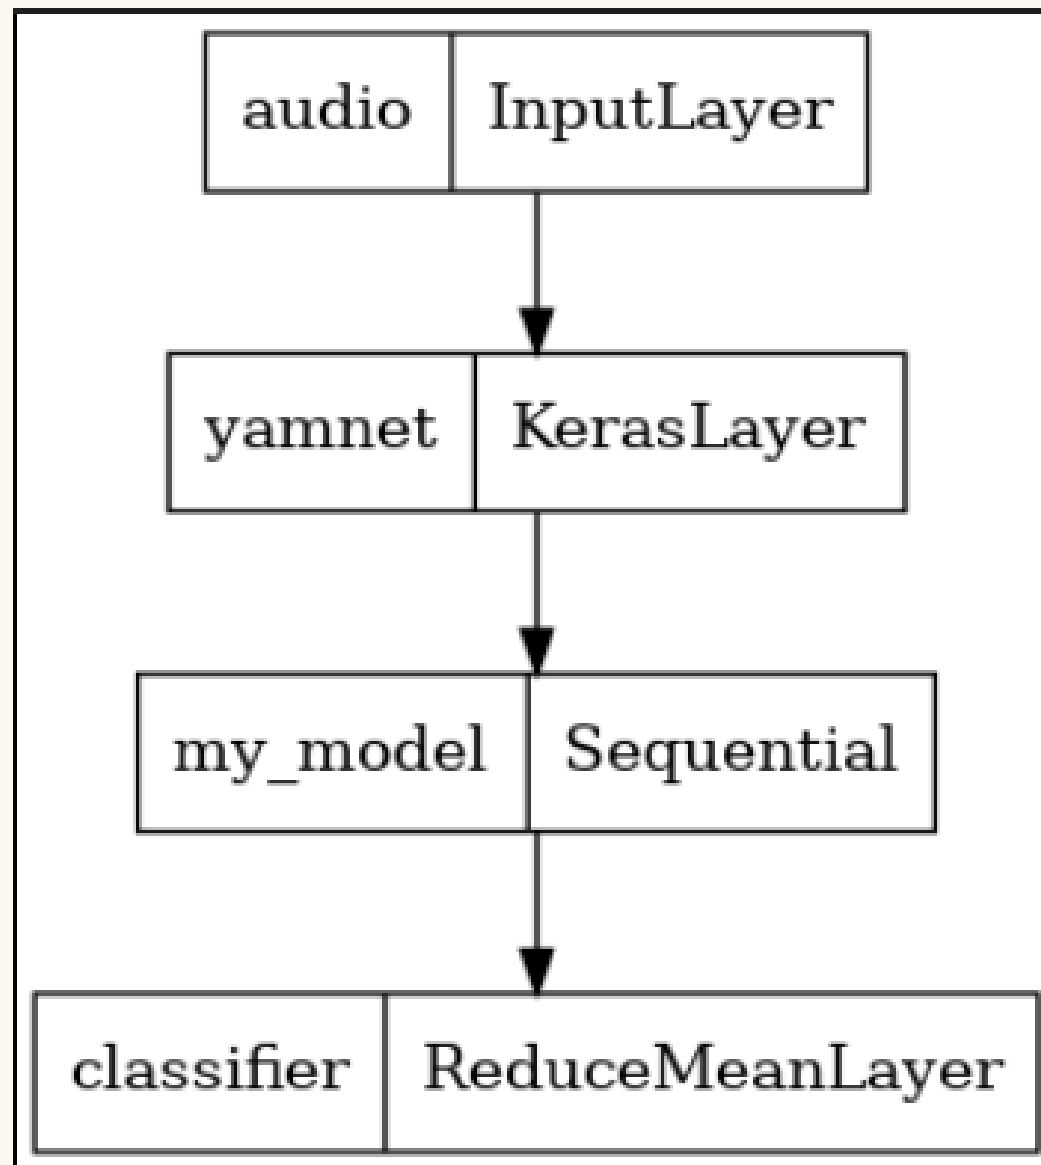 audio InputLayer
yamnet KerasLayer
my_model Sequential
classifier ReduceMeanLayer